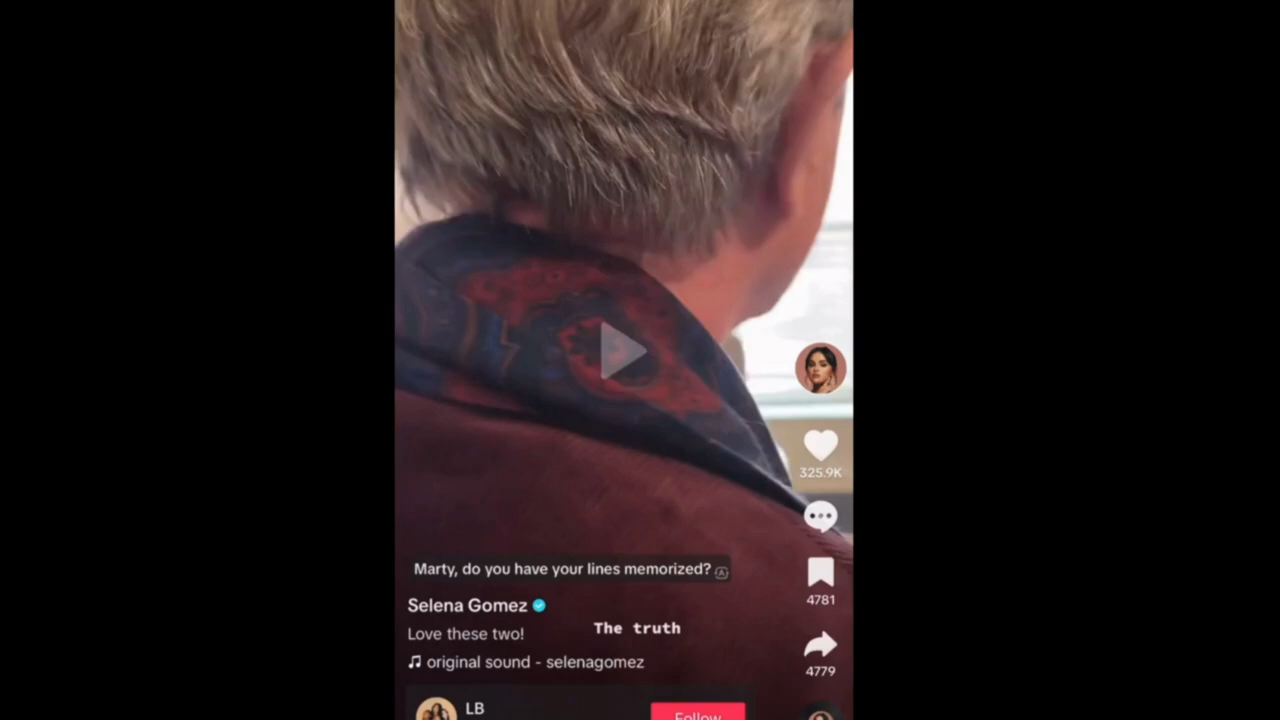 325.9K
Marty, do you have your lines memorized?
4781
Selena Gomez
Love these two!
The truth
original sound - selenagomez
4779
LB
Follow